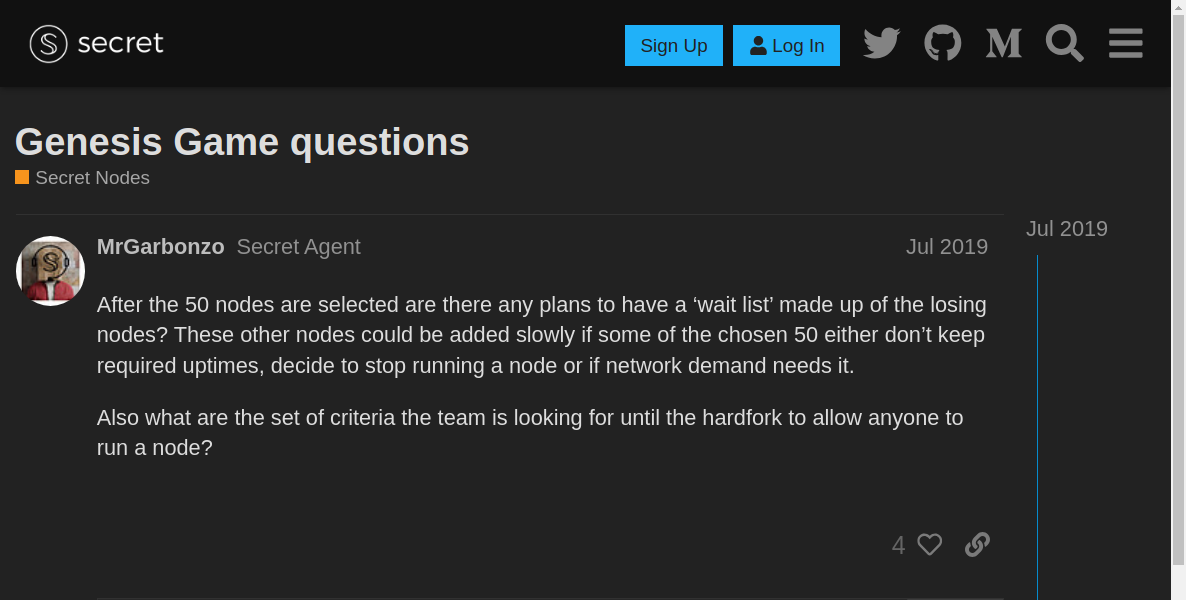 secret
Sign Up
Log In
Genesis Game questions
Secret Nodes
Jul 2019
MrGarbonzo Secret Agent
Jul 2019
After the 50 nodes are selected are there any plans to have a ‘wait list’ made up of the losing
nodes? These other nodes could be added slowly if some of the chosen 50 either don’t keep
required uptimes, decide to stop running a node or if network demand needs it.
Also what are the set of criteria the team is looking for until the hardfork to allow anyone to
run a node?
4